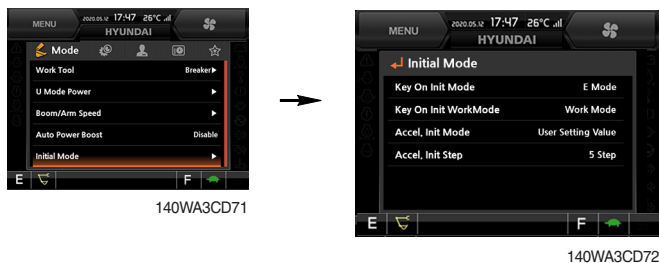 MENU
2020.05.12 17:47 26°C
HYUNDAI
Mode
Work Tool Breaker▶
U Mode Power ▶
Boom/Arm Speed ▶
Auto Power Boost Disable
Initial Mode ▶
E F
140WA3CD71
MENU
2020.05.12 17:47 26°C
HYUNDAI
Initial Mode
Key On Init Mode E Mode
Key On Init WorkMode Work Mode
Accel. Init Mode User Setting Value
Accel. Init Step 5 Step
E F
140WA3CD72